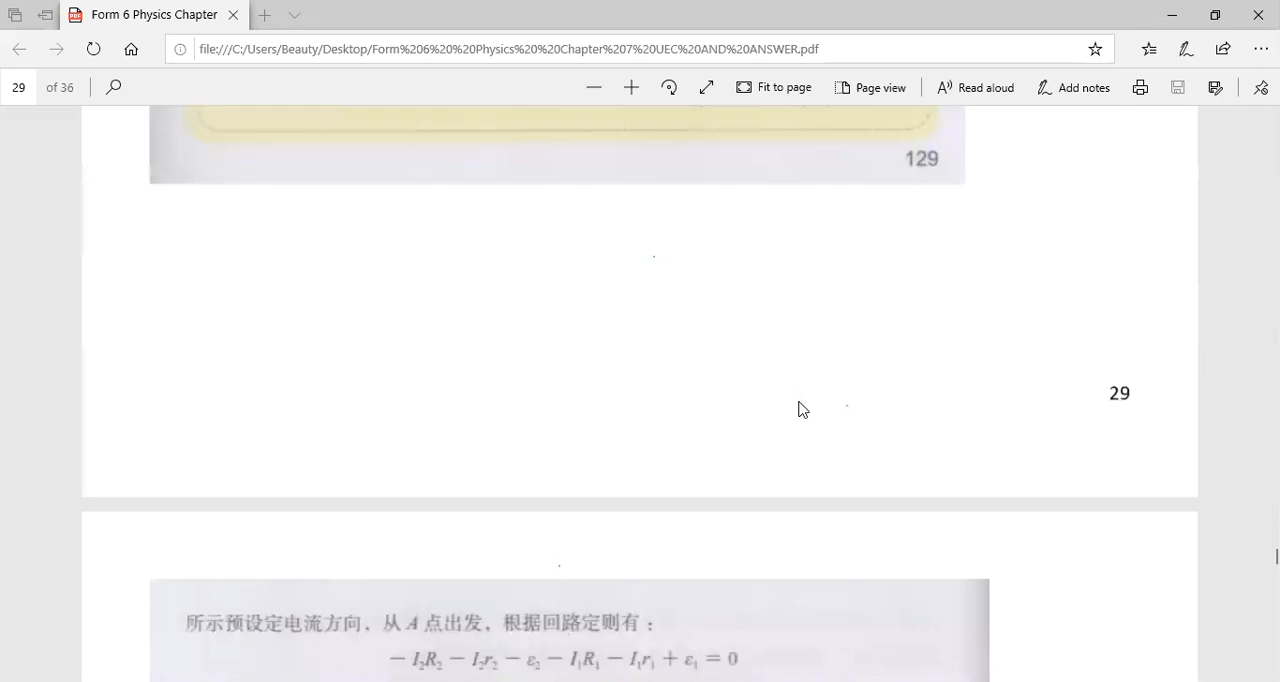 Form 6 Physics Chapter
file:///C:/Users/Beauty/Desktop/Form%206%20%20Physics%20%20Chapter%207%20UEC%20AND%20ANSWER.pdf
29 of 36
Fit to page
Page view
Read aloud
Add notes
129
29
所示预设定电流方向、从 A 点出发、根据回路定则有：
− I₂R₂ − I₂r₂ − ε₂ − I₁R₁ − I₁r₁ + ε₁ = 0